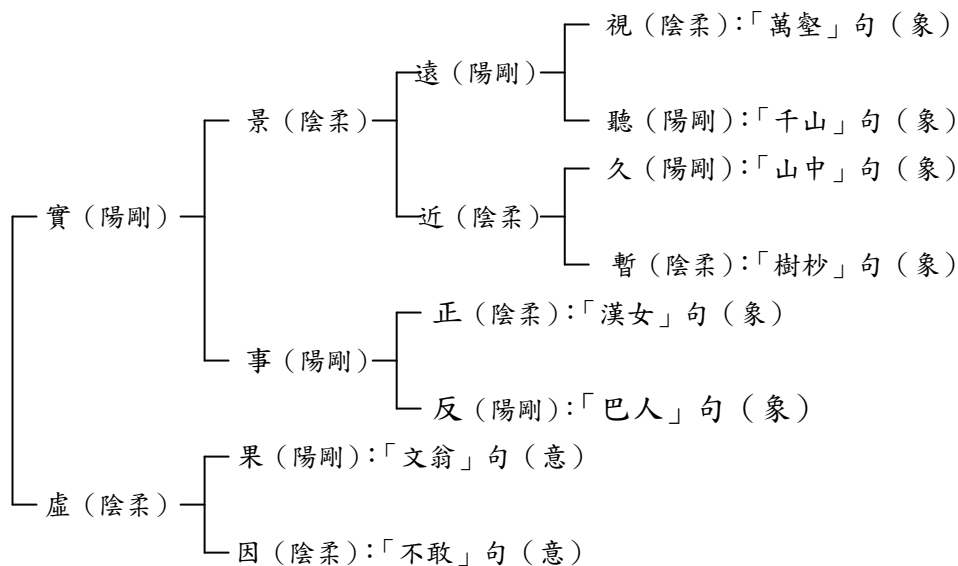 視（陰柔）：「萬壑」句（象）
遠（陽剛）
聽（陽剛）：「千山」句（象）
景（陰柔）
久（陽剛）：「山中」句（象）
近（陰柔）
實（陽剛）
暫（陰柔）：「樹杪」句（象）
正（陰柔）：「漢女」句（象）
事（陽剛）
反（陽剛）：「巴人」句（象）
果（陽剛）：「文翁」句（意）
虛（陰柔）
因（陰柔）：「不敢」句（意）